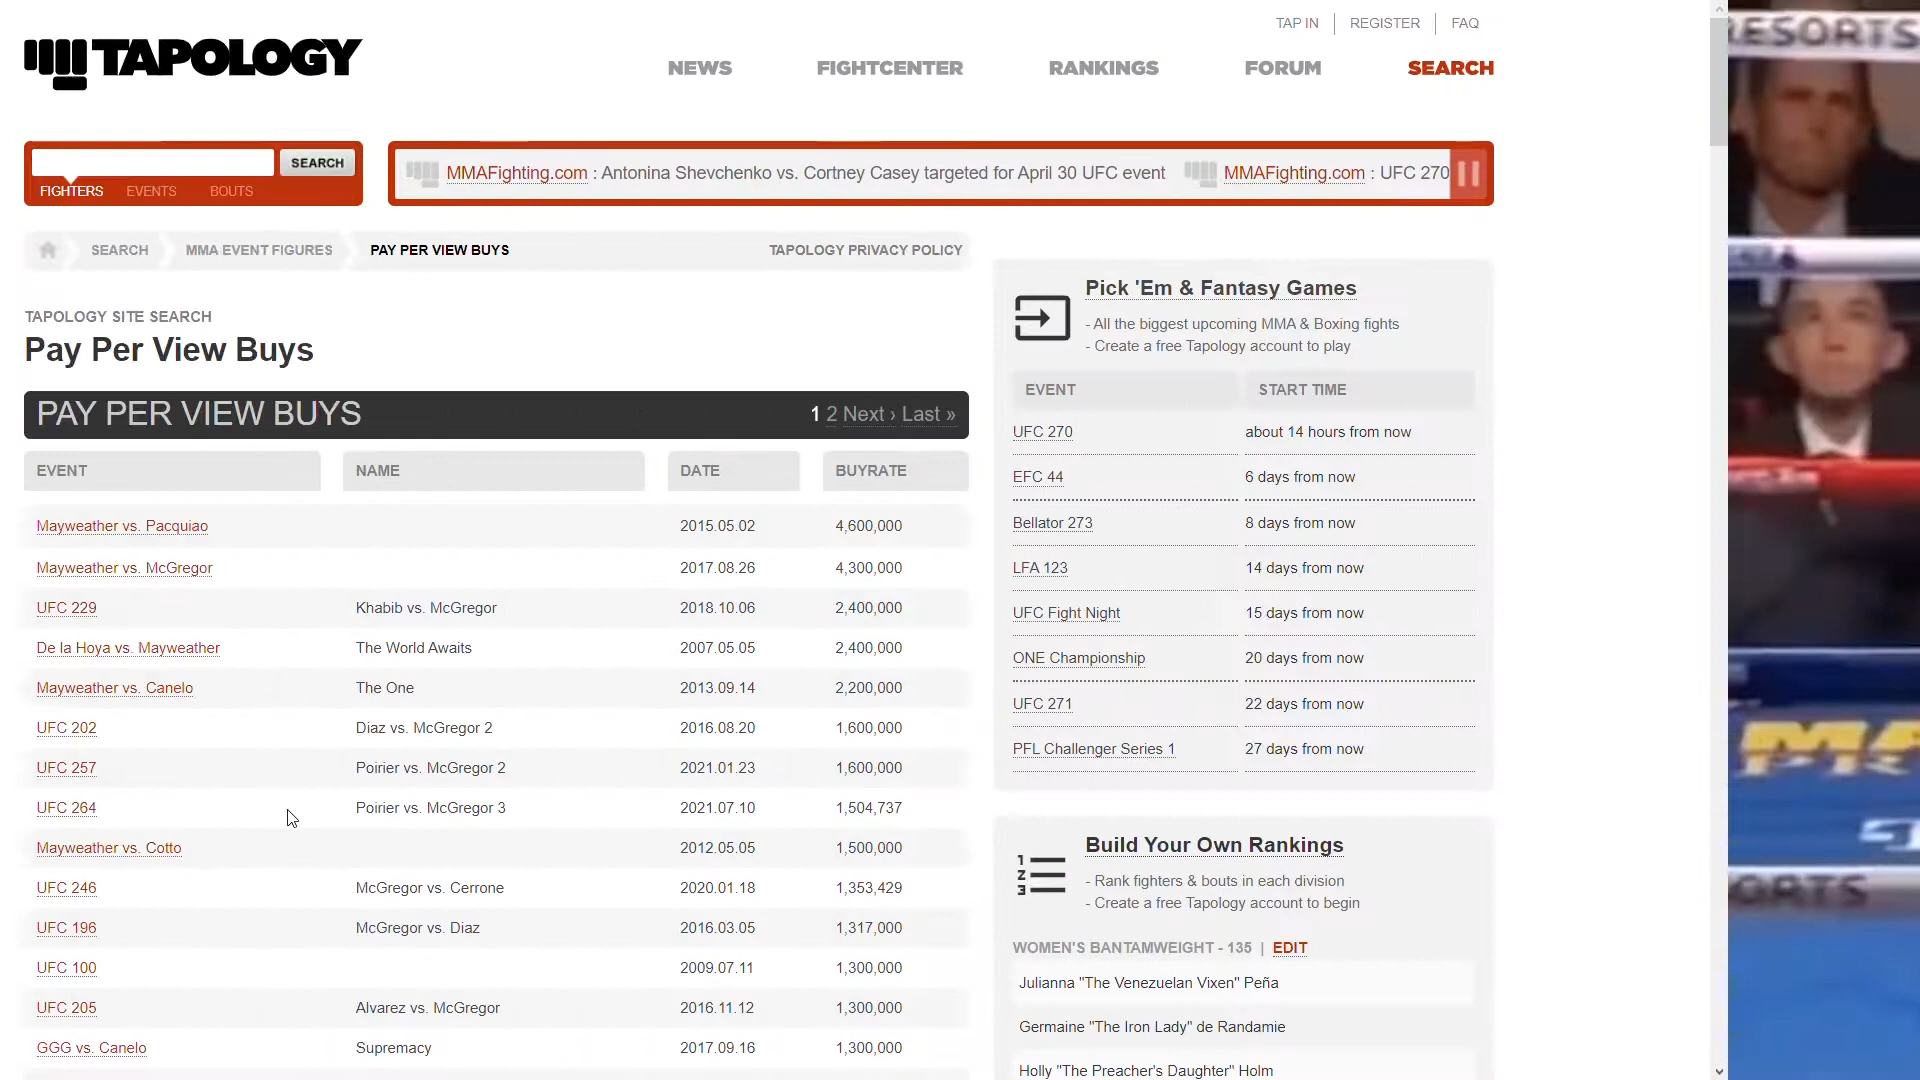 TAP IN
REGISTER
FAQ
TAPOLOGY
NEWS
FIGHTCENTER
RANKINGS
FORUM
SEARCH
SEARCH
FIGHTERS
EVENTS
BOUTS
MMAFighting.com : Antonina Shevchenko vs. Cortney Casey targeted for April 30 UFC event
MMAFighting.com : UFC 270
SEARCH
MMA EVENT FIGURES
PAY PER VIEW BUYS
TAPOLOGY PRIVACY POLICY
TAPOLOGY SITE SEARCH
Pay Per View Buys
PAY PER VIEW BUYS
1 2 Next › Last »
EVENT NAME DATE BUYRATE
Mayweather vs. Pacquiao 2015.05.02 4,600,000
Mayweather vs. McGregor 2017.08.26 4,300,000
UFC 229 Khabib vs. McGregor 2018.10.06 2,400,000
De la Hoya vs. Mayweather The World Awaits 2007.05.05 2,400,000
Mayweather vs. Canelo The One 2013.09.14 2,200,000
UFC 202 Diaz vs. McGregor 2 2016.08.20 1,600,000
UFC 257 Poirier vs. McGregor 2 2021.01.23 1,600,000
UFC 264 Poirier vs. McGregor 3 2021.07.10 1,504,737
Mayweather vs. Cotto 2012.05.05 1,500,000
UFC 246 McGregor vs. Cerrone 2020.01.18 1,353,429
UFC 196 McGregor vs. Diaz 2016.03.05 1,317,000
UFC 100 2009.07.11 1,300,000
UFC 205 Alvarez vs. McGregor 2016.11.12 1,300,000
GGG vs. Canelo Supremacy 2017.09.16 1,300,000
Pick 'Em & Fantasy Games
- All the biggest upcoming MMA & Boxing fights
- Create a free Tapology account to play
EVENT START TIME
UFC 270 about 14 hours from now
EFC 44 6 days from now
Bellator 273 8 days from now
LFA 123 14 days from now
UFC Fight Night 15 days from now
ONE Championship 20 days from now
UFC 271 22 days from now
PFL Challenger Series 1 27 days from now
1
2
3
Build Your Own Rankings
- Rank fighters & bouts in each division
- Create a free Tapology account to begin
WOMEN'S BANTAMWEIGHT - 135 | EDIT
Julianna "The Venezuelan Vixen" Peña
Germaine "The Iron Lady" de Randamie
Holly "The Preacher's Daughter" Holm
RESORTS
MA
ORTS